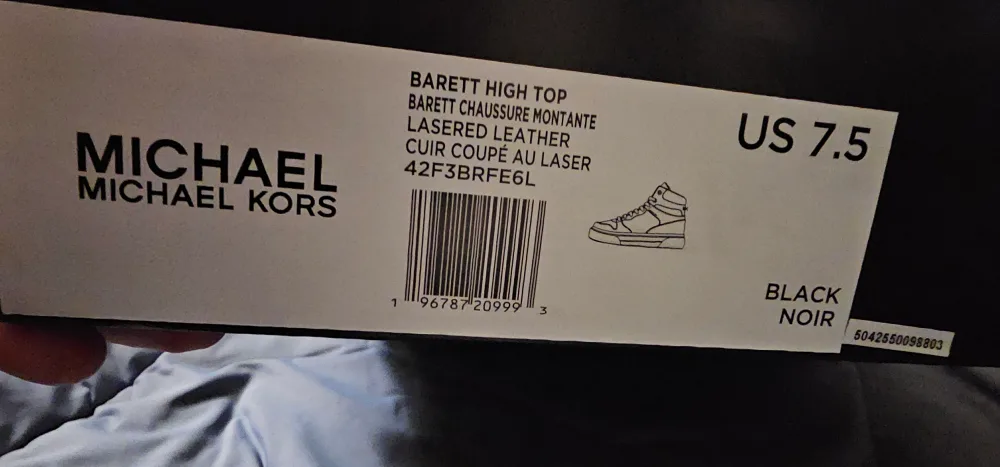 MICHAEL
MICHAEL KORS
BARETT HIGH TOP
BARETT CHAUSSURE MONTANTE
LASERED LEATHER
CUIR COUPÉ AU LASER
42F3BRFE6L
1 96787 20999 3
US 7.5
BLACK
NOIR
5042550098803